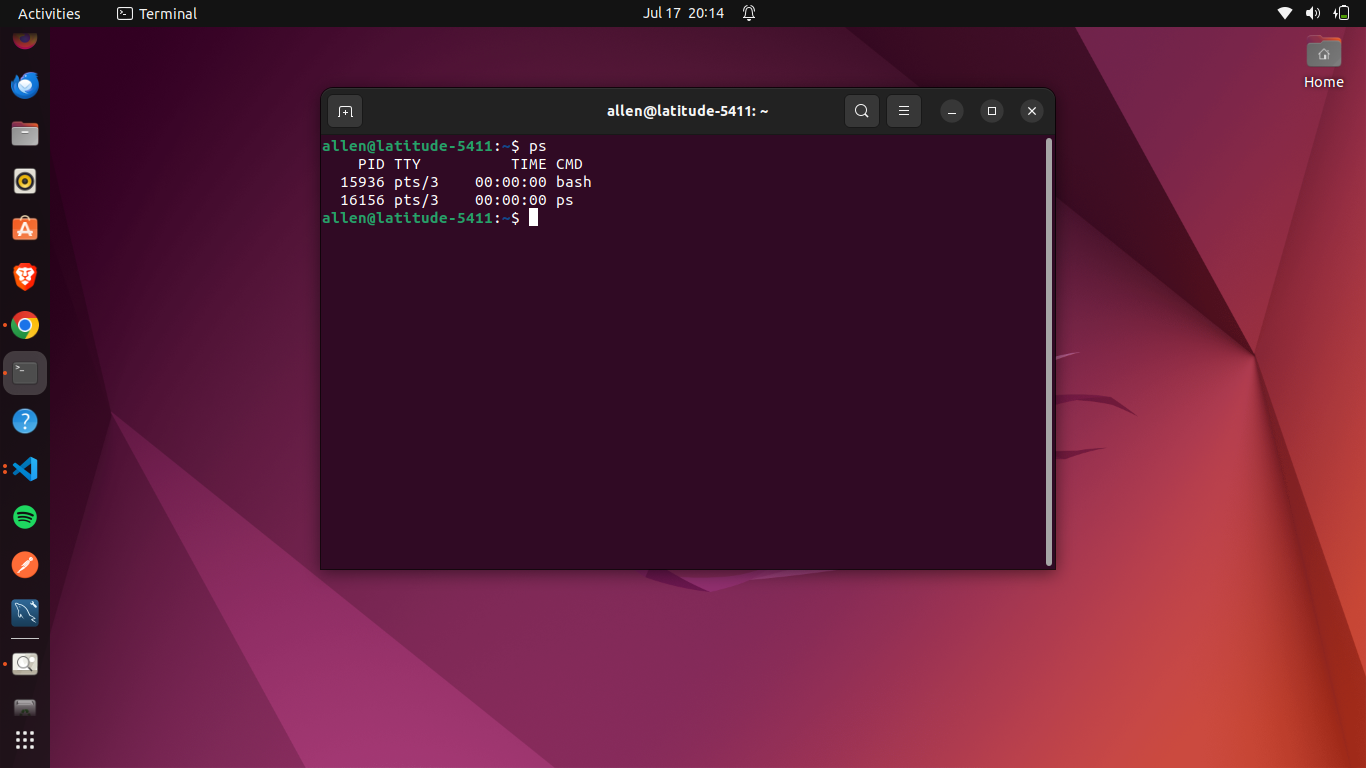 Activities Terminal Jul 17 20:14
Home
allen@latitude-5411: ~
allen@latitude-5411:~$ ps
    PID TTY          TIME CMD
  15936 pts/3    00:00:00 bash
  16156 pts/3    00:00:00 ps
allen@latitude-5411:~$